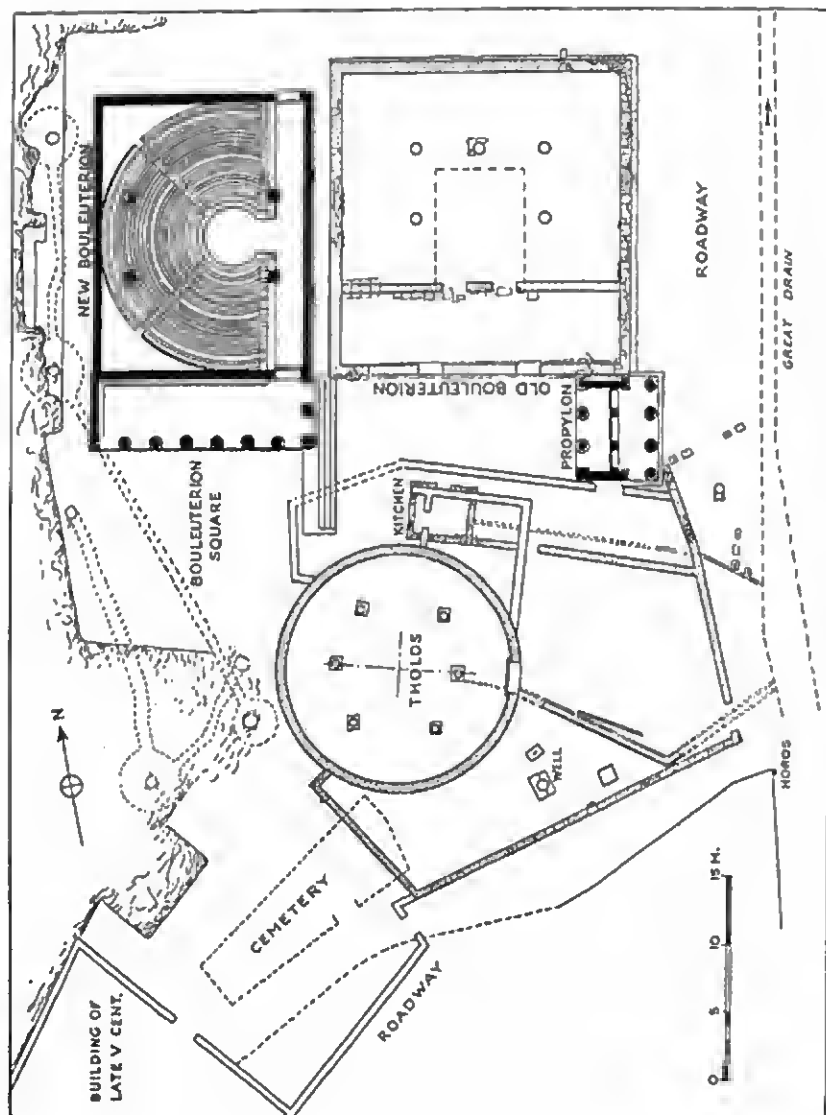 NEW BOULEUTERION
OLD BOULEUTERION
ROADWAY
GREAT DRAIN
PROPYLON
BOULEUTERION
SQUARE
KITCHEN
THOLOS
N
WELL
HOROS
CEMETERY
ROADWAY
BUILDING OF
LATE V CENT.
0 5 10 15 M.